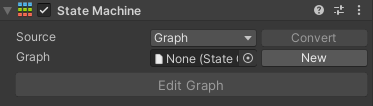 State Machine
Source Graph Convert
Graph None (State New
Edit Graph